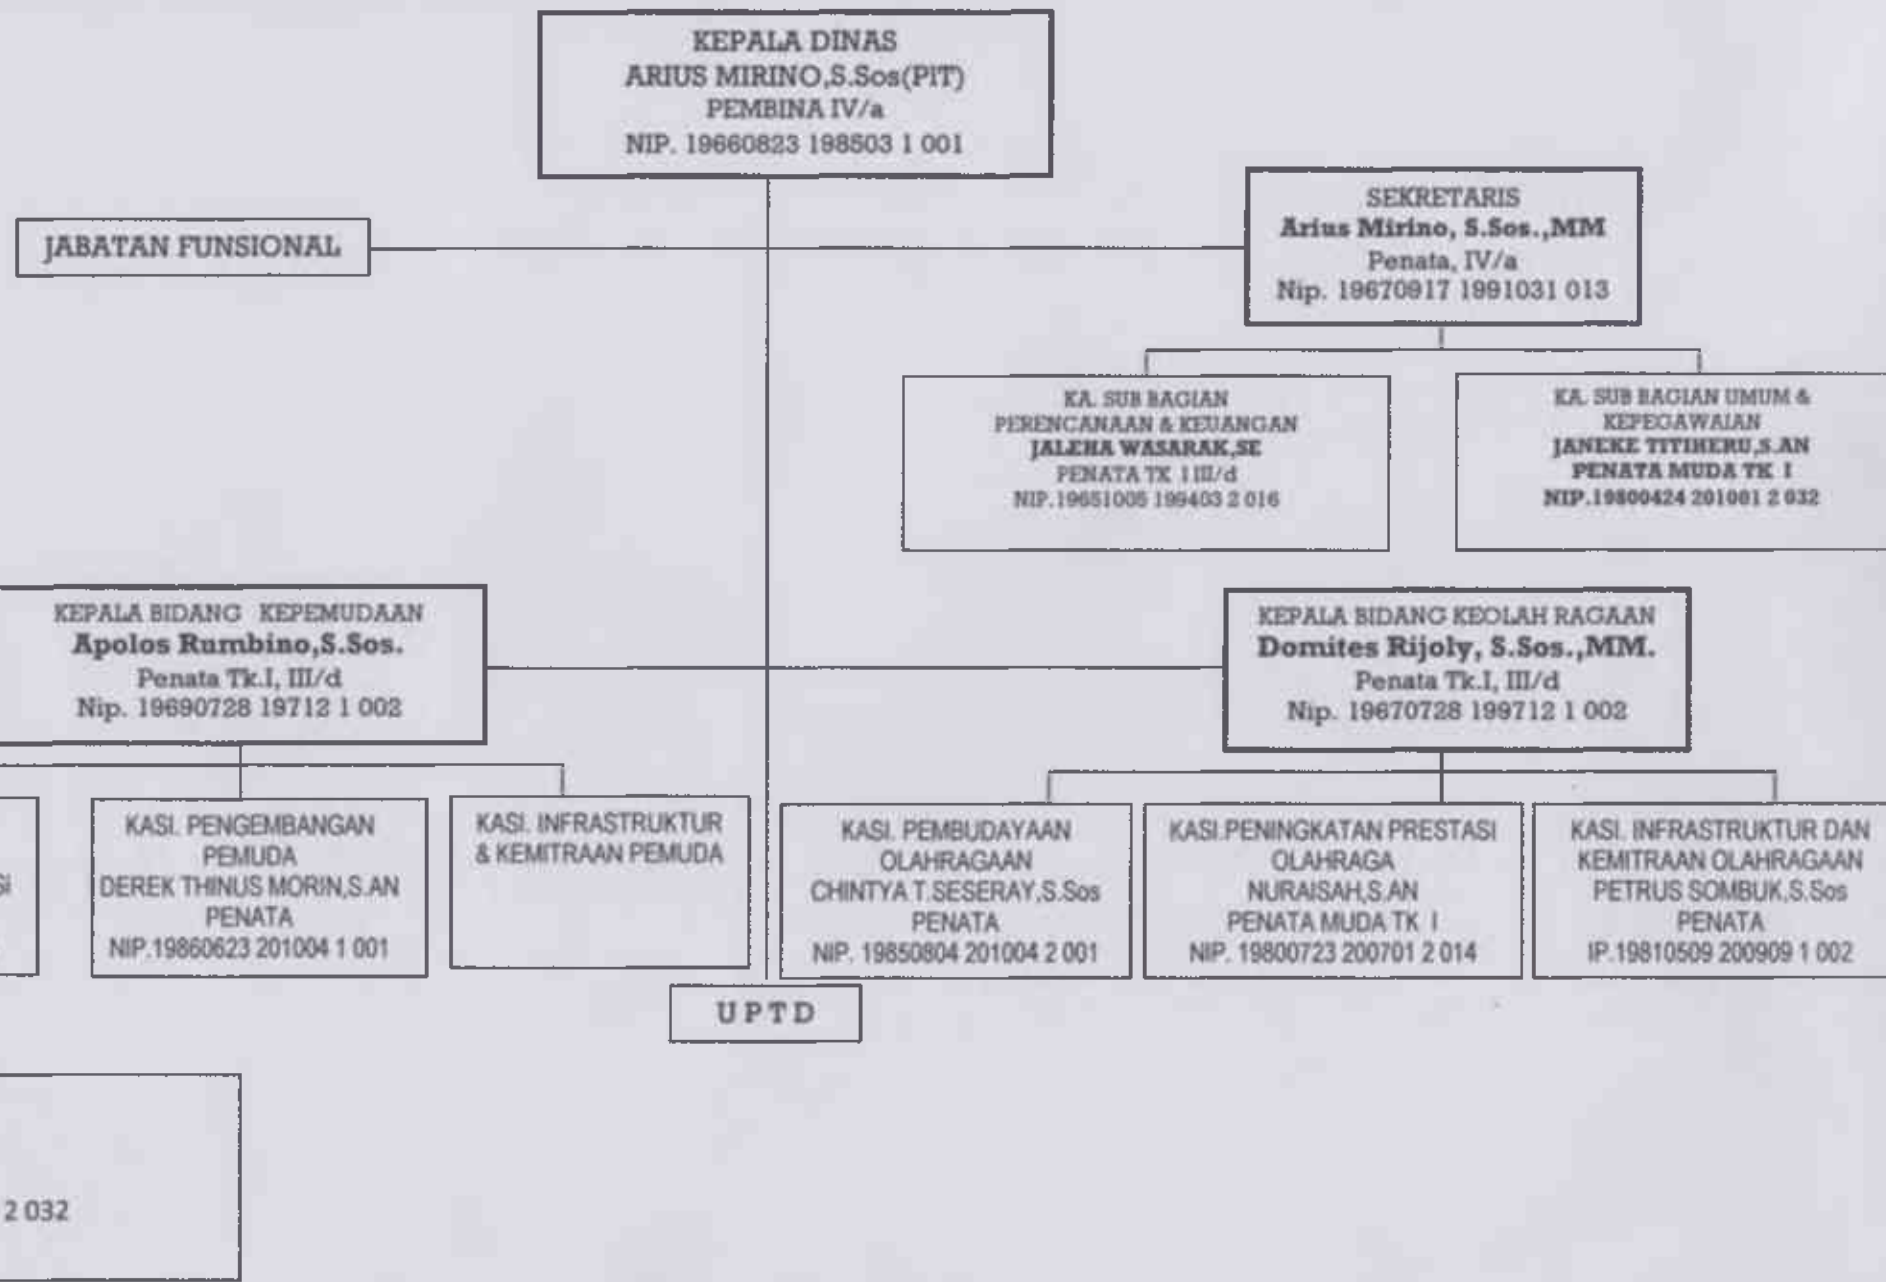 KEPALA DINAS
ARIUS MIRINO,S.Sos(PlT)
PEMBINA IV/a
NIP. 19660823 198503 1 001
JABATAN FUNSIONAL
SEKRETARIS
Arius Mirino, S.Sos.,MM
Penata, IV/a
Nip. 19670917 1991031 013
KA. SUB BAGIAN
PERENCANAAN & KEUANGAN
JALEHA WASARAK,SE
PENATA TK I III/d
NIP.19651005 199403 2 016
KA. SUB BAGIAN UMUM &
KEPEGAWAIAN
JANEKE TITIHERU,S.AN
PENATA MUDA TK I
NIP.19800424 201001 2 032
KEPALA BIDANG KEPEMUDAAN
Apolos Rumbino,S.Sos.
Penata Tk.I, III/d
Nip. 19690728 19712 1 002
KEPALA BIDANG KEOLAH RAGAAN
Domites Rijoly, S.Sos.,MM.
Penata Tk.I, III/d
Nip. 19670728 199712 1 002
KASI. PENGEMBANGAN
PEMUDA
DEREK THINUS MORIN,S.AN
PENATA
NIP.19860623 201004 1 001
KASI. INFRASTRUKTUR
& KEMITRAAN PEMUDA
KASI. PEMBUDAYAAN
OLAHRAGAAN
CHINTYA T.SESERAY,S.Sos
PENATA
NIP. 19850804 201004 2 001
KASI.PENINGKATAN PRESTASI
OLAHRAGA
NURAISAH,S.AN
PENATA MUDA TK I
NIP. 19800723 200701 2 014
KASI. INFRASTRUKTUR DAN
KEMITRAAN OLAHRAGAAN
PETRUS SOMBUK,S.Sos
PENATA
IP.19810509 200909 1 002
UPTD
2 032